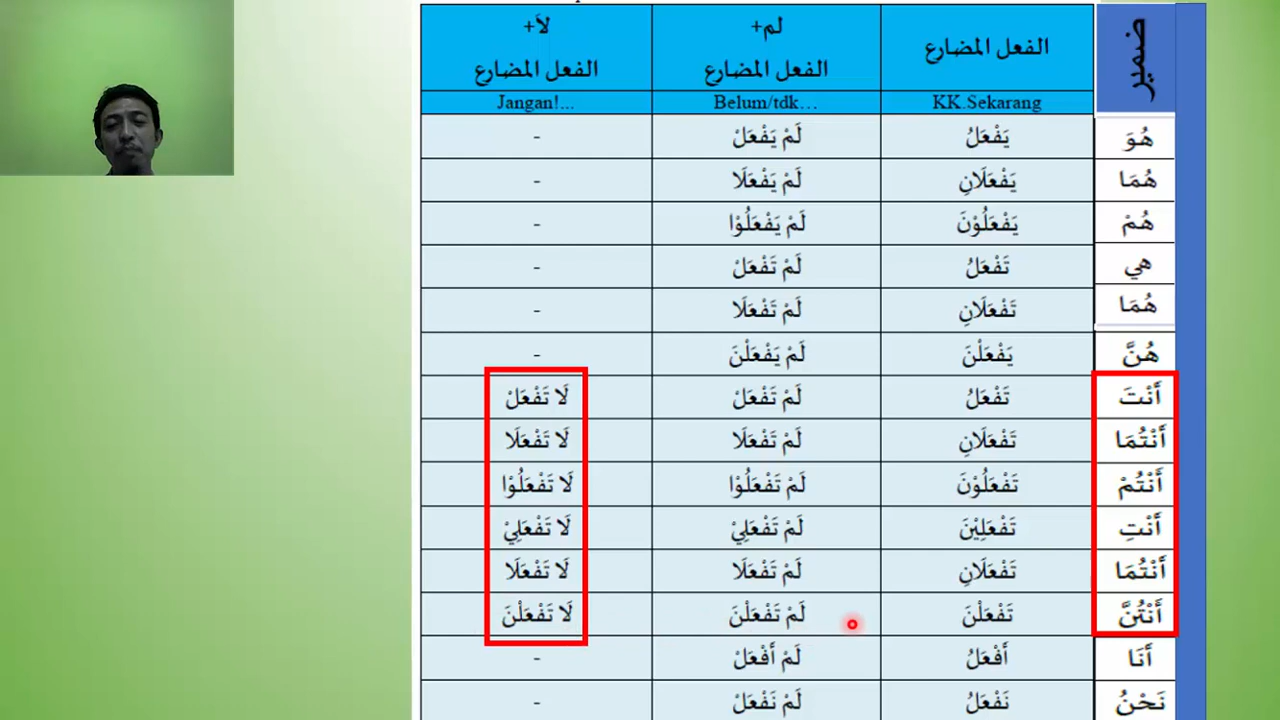 ضمير
الفعل المضارع
لم+
الفعل المضارع
لاَ+
الفعل المضارع
KK.Sekarang
Belum/tdk…
Jangan!...
هُوَ يَفْعَلُ لَمْ يَفْعَلْ -
هُمَا يَفْعَلَانِ لَمْ يَفْعَلَا -
هُمْ يَفْعَلُوْنَ لَمْ يَفْعَلُوْا -
هي تَفْعَلُ لَمْ تَفْعَلْ -
هُمَا تَفْعَلَانِ لَمْ تَفْعَلَا -
هُنَّ يَفْعَلْنَ لَمْ يَفْعَلْنَ -
أَنْتَ تَفْعَلُ لَمْ تَفْعَلْ لَا تَفْعَلْ
أَنْتُمَا تَفْعَلَانِ لَمْ تَفْعَلَا لَا تَفْعَلَا
أَنْتُمْ تَفْعَلُوْنَ لَمْ تَفْعَلُوْا لَا تَفْعَلُوْا
أَنْتِ تَفْعَلِيْنَ لَمْ تَفْعَلِيْ لَا تَفْعَلِيْ
أَنْتُمَا تَفْعَلَانِ لَمْ تَفْعَلَا لَا تَفْعَلَا
أَنْتُنَّ تَفْعَلْنَ لَمْ تَفْعَلْنَ لَا تَفْعَلْنَ
أَنَا أَفْعَلُ لَمْ أَفْعَلْ -
نَحْنُ نَفْعَلُ لَمْ نَفْعَلْ -